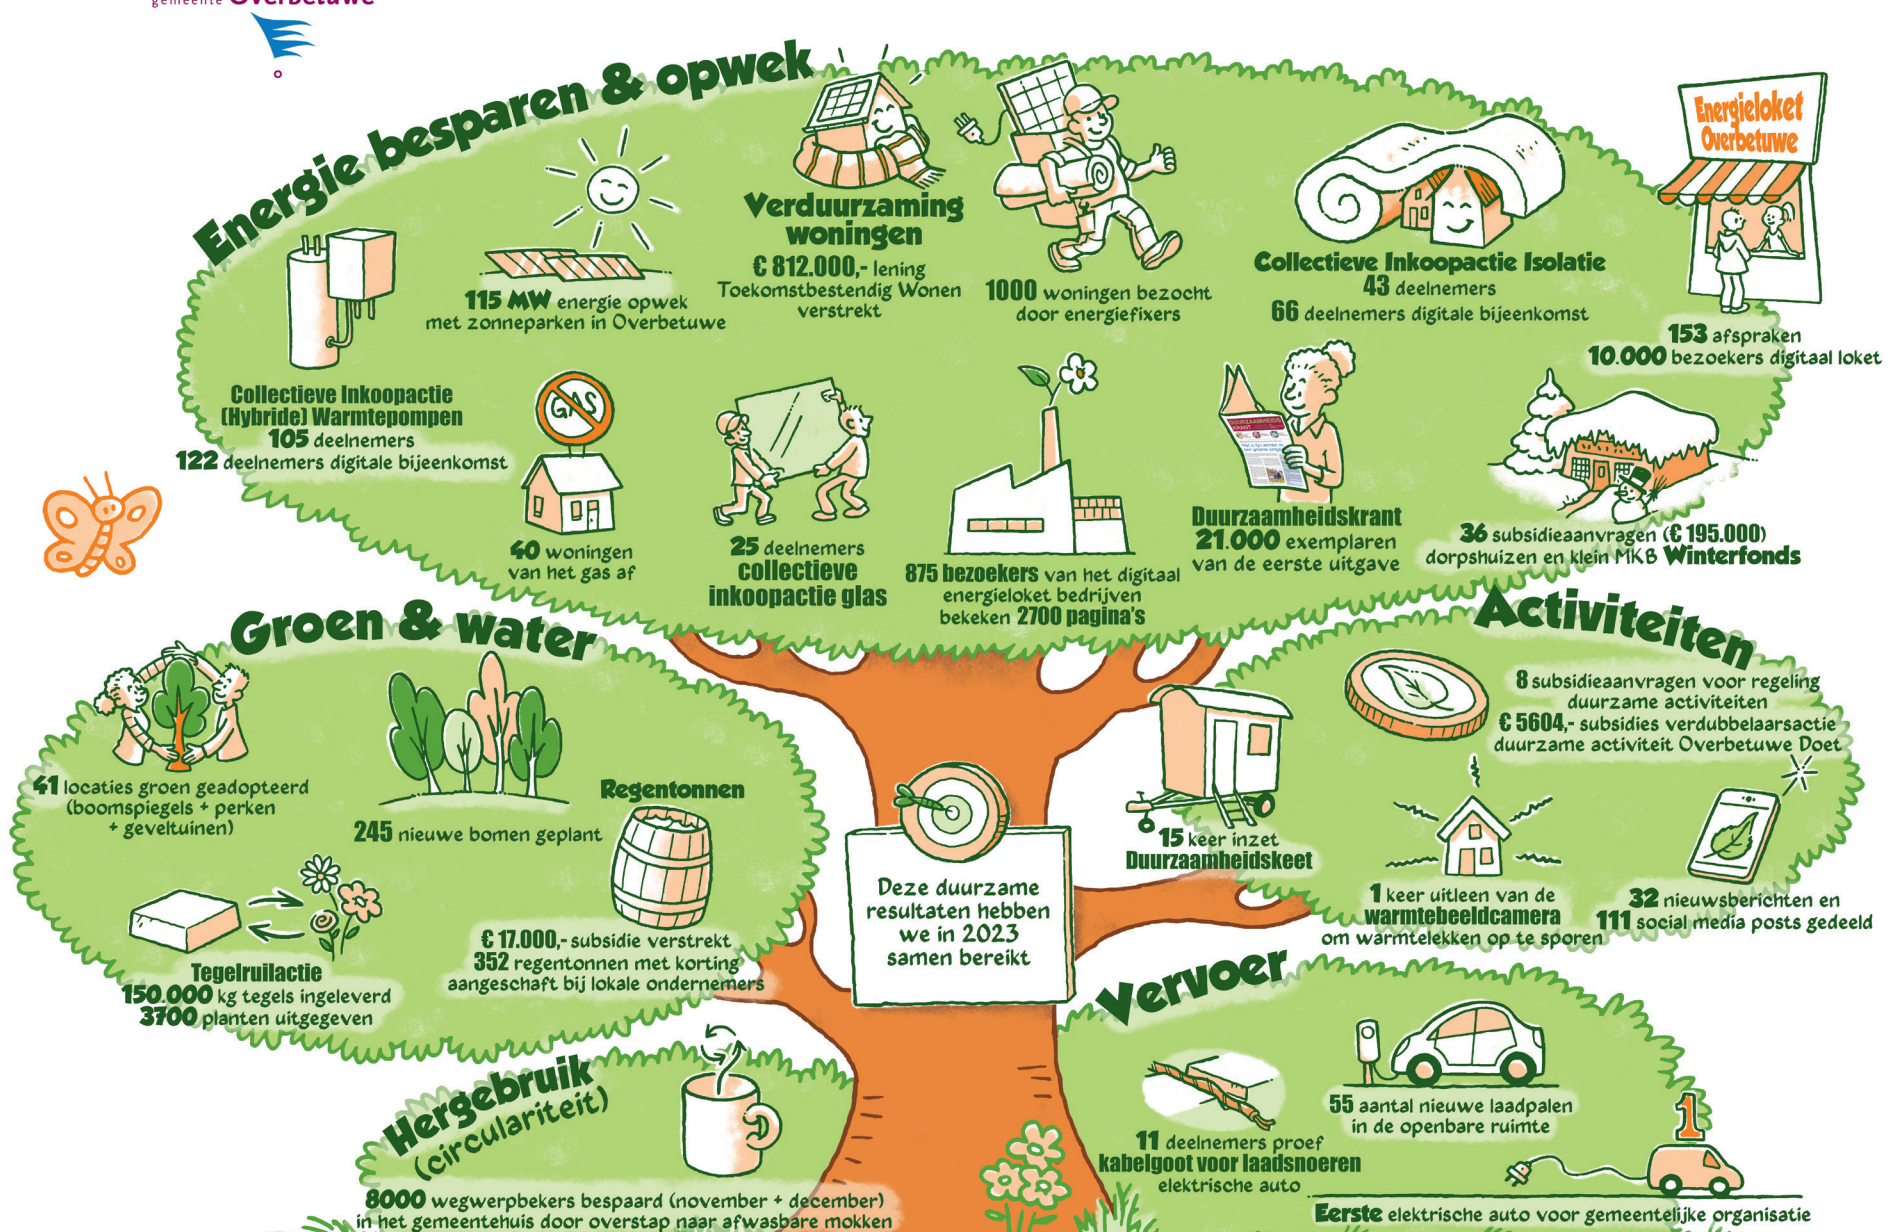 gemeente Overbetuwe
Energie besparen & opwek
Energieloket
Overbetuwe
Verduurzaming
woningen
€ 812.000,- lening
Toekomstbestendig Wonen
verstrekt
115 MW energie opwek
met zonneparken in Overbetuwe
1000 woningen bezocht
door energiefixers
Collectieve Inkoopactie Isolatie
43 deelnemers
66 deelnemers digitale bijeenkomst
153 afspraken
10.000 bezoekers digitaal loket
Collectieve Inkoopactie
(Hybride) Warmtepompen
105 deelnemers
122 deelnemers digitale bijeenkomst
GAS
40 woningen
van het gas af
25 deelnemers
collectieve
inkoopactie glas
875 bezoekers van het digitaal
energieloket bedrijven
bekeken 2700 pagina's
Duurzaamheidskrant
21.000 exemplaren
van de eerste uitgave
36 subsidieaanvragen (€ 195.000)
dorpshuizen en klein MKB Winterfonds
Groen & water
41 locaties groen geadopteerd
(boomspiegels + perken
+ geveltuinen)
245 nieuwe bomen geplant
Regentonnen
€ 17.000,- subsidie verstrekt
352 regentonnen met korting
aangeschaft bij lokale ondernemers
Tegelruilactie
150.000 kg tegels ingeleverd
3700 planten uitgegeven
Deze duurzame
resultaten hebben
we in 2023
samen bereikt
Activiteiten
8 subsidieaanvragen voor regeling
duurzame activiteiten
€ 5604,- subsidies verdubbelaarsactie
duurzame activiteit Overbetuwe Doet
15 keer inzet
Duurzaamheidskeet
1 keer uitleen van de
warmtebeeldcamera
om warmtelekken op te sporen
32 nieuwsberichten en
111 social media posts gedeeld
Hergebruik
(circulariteit)
8000 wegwerpbekers bespaard (november + december)
in het gemeentehuis door overstap naar afwasbare mokken
Vervoer
55 aantal nieuwe laadpalen
in de openbare ruimte
11 deelnemers proef
kabelgoot voor laadsnoeren
elektrische auto
1
Eerste elektrische auto voor gemeentelijke organisatie